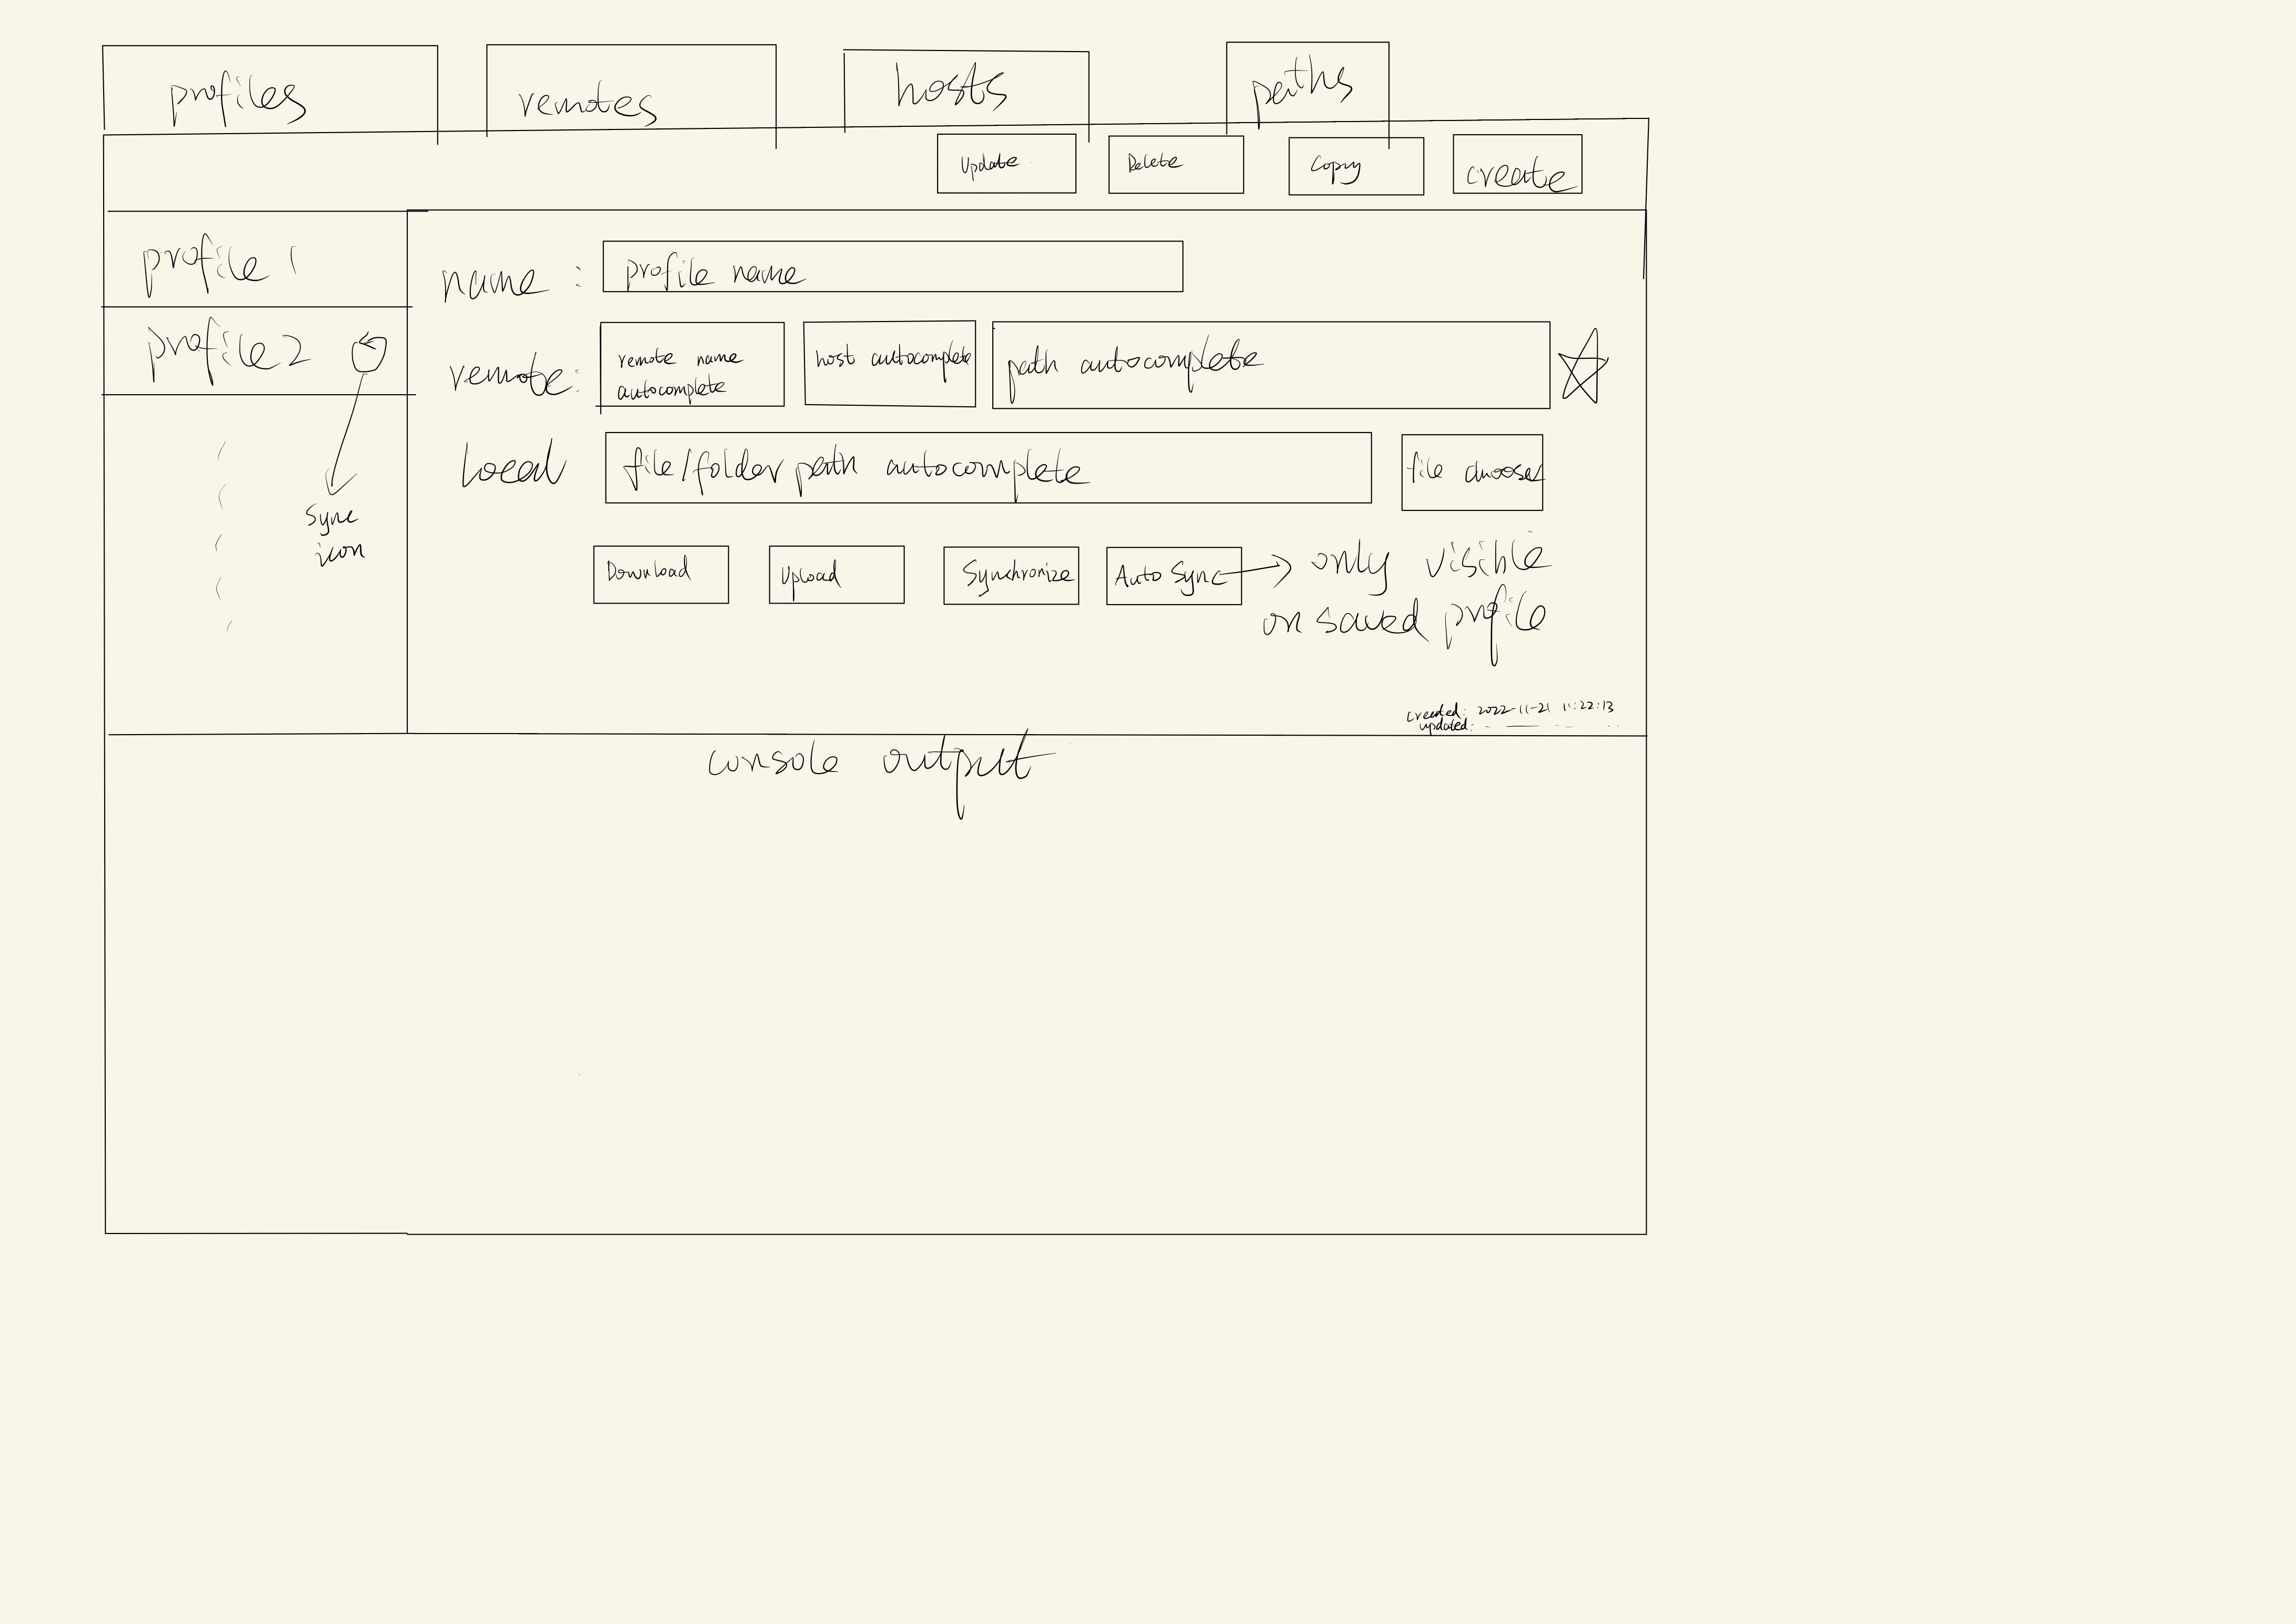 profiles
remotes
hosts
paths
Update
Delete
Copy
create
profile 1
profile 2
sync
icon
name :
profile name
remote:
remote name
autocomplete
host autocomplete
path autocomplete
Local
file/folder path autocomplete
file chooser
Download
Upload
Synchronize
Auto Sync
only visible
on saved profile
created: 2022-11-21 11:22:13
updated:
console output